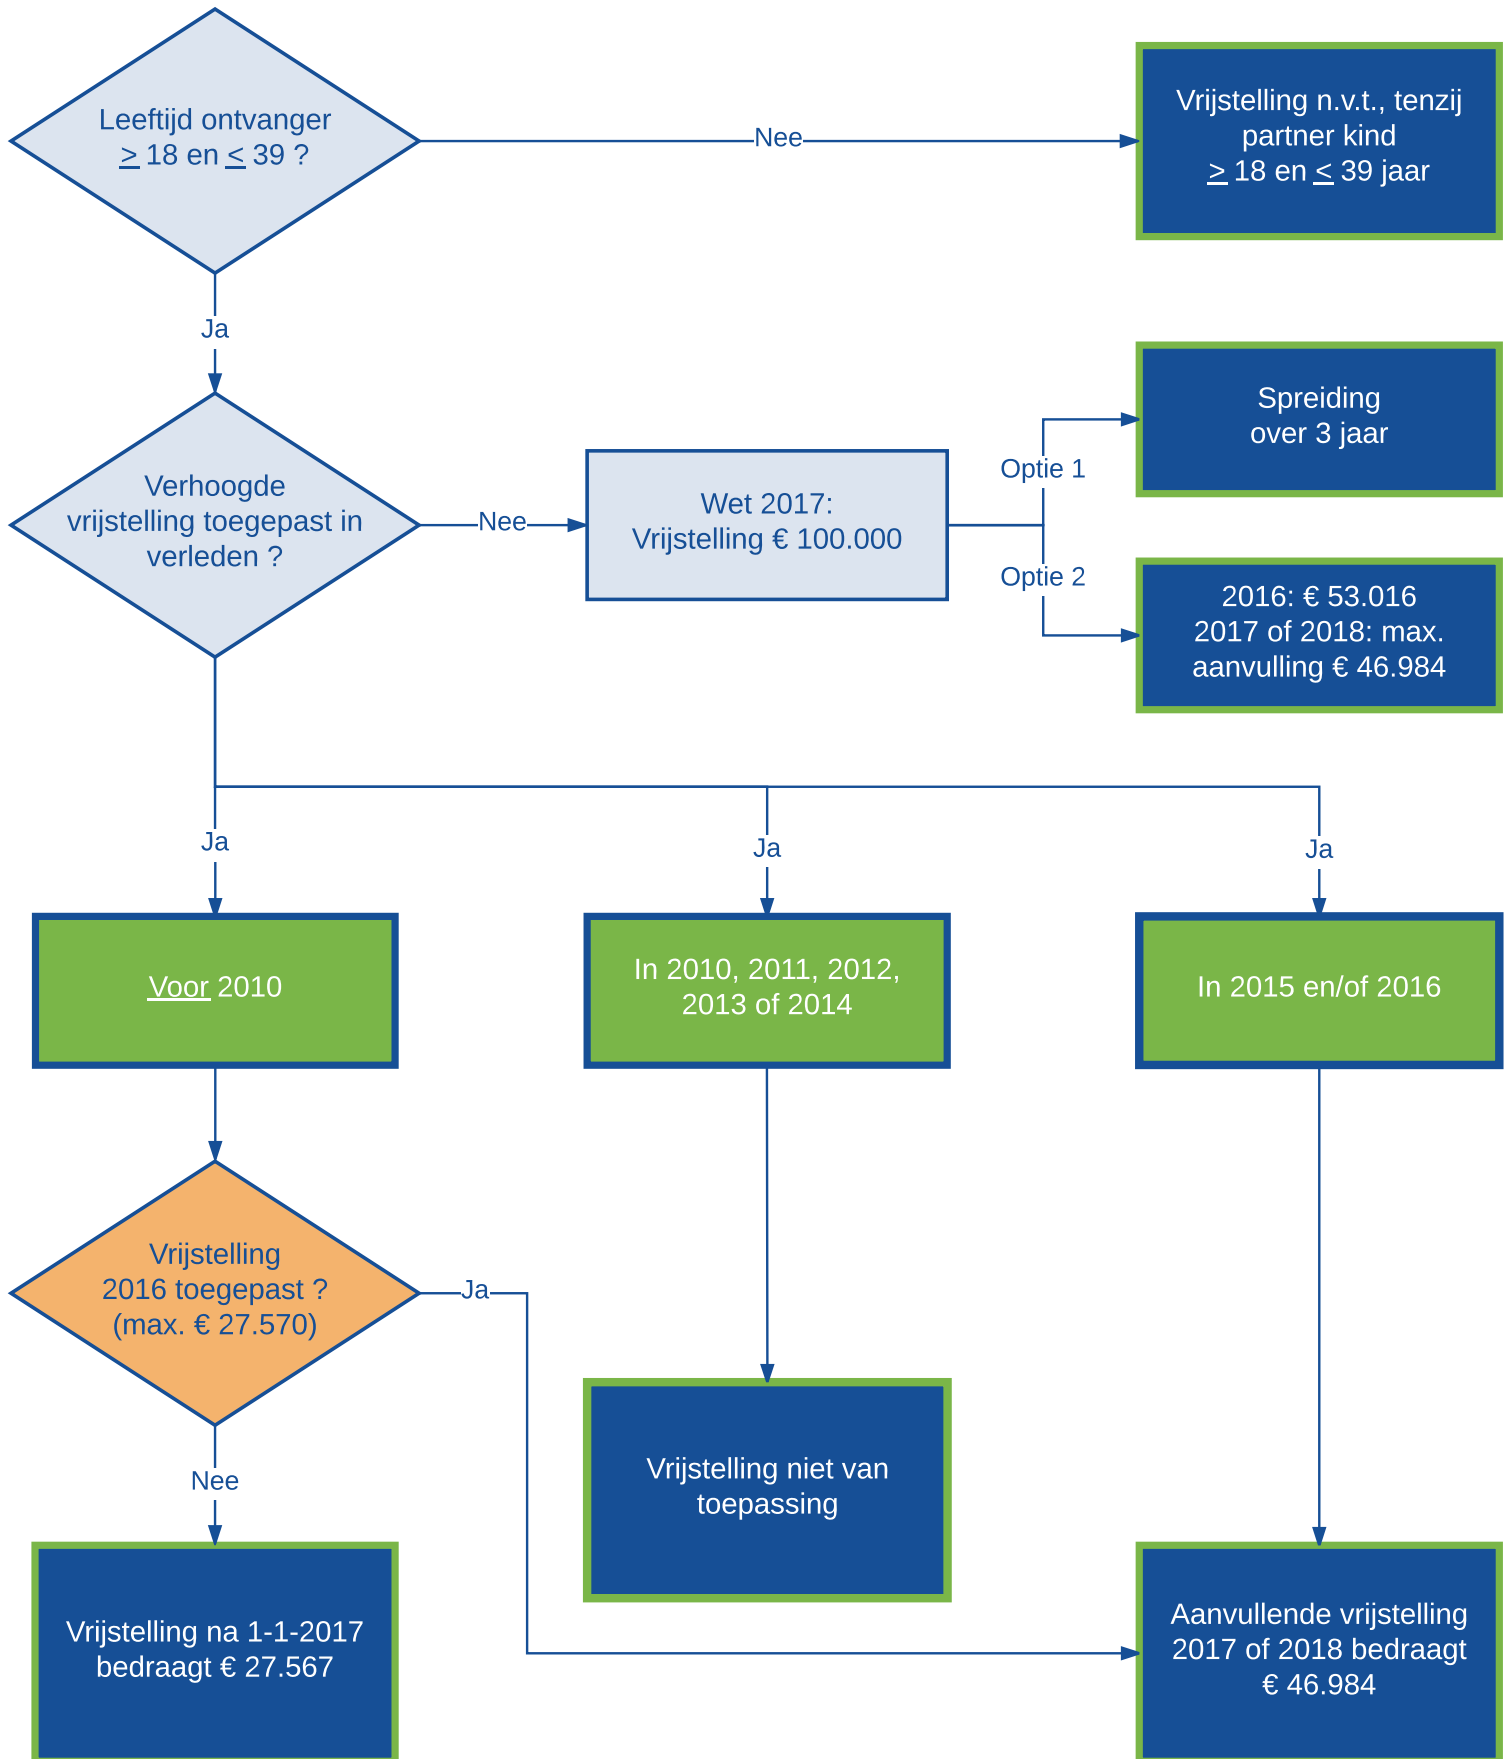 Leeftijd ontvanger
> 18 en < 39 ?
Nee
Vrijstelling n.v.t., tenzij
partner kind
> 18 en < 39 jaar
Ja
Verhoogde
vrijstelling toegepast in
verleden ?
Nee
Wet 2017:
Vrijstelling € 100.000
Optie 1
Spreiding
over 3 jaar
Optie 2
2016: € 53.016
2017 of 2018: max.
aanvulling € 46.984
Ja
Ja
Ja
Voor 2010
In 2010, 2011, 2012,
2013 of 2014
In 2015 en/of 2016
Vrijstelling
2016 toegepast ?
(max. € 27.570)
Ja
Nee
Vrijstelling niet van
toepassing
Vrijstelling na 1-1-2017
bedraagt € 27.567
Aanvullende vrijstelling
2017 of 2018 bedraagt
€ 46.984